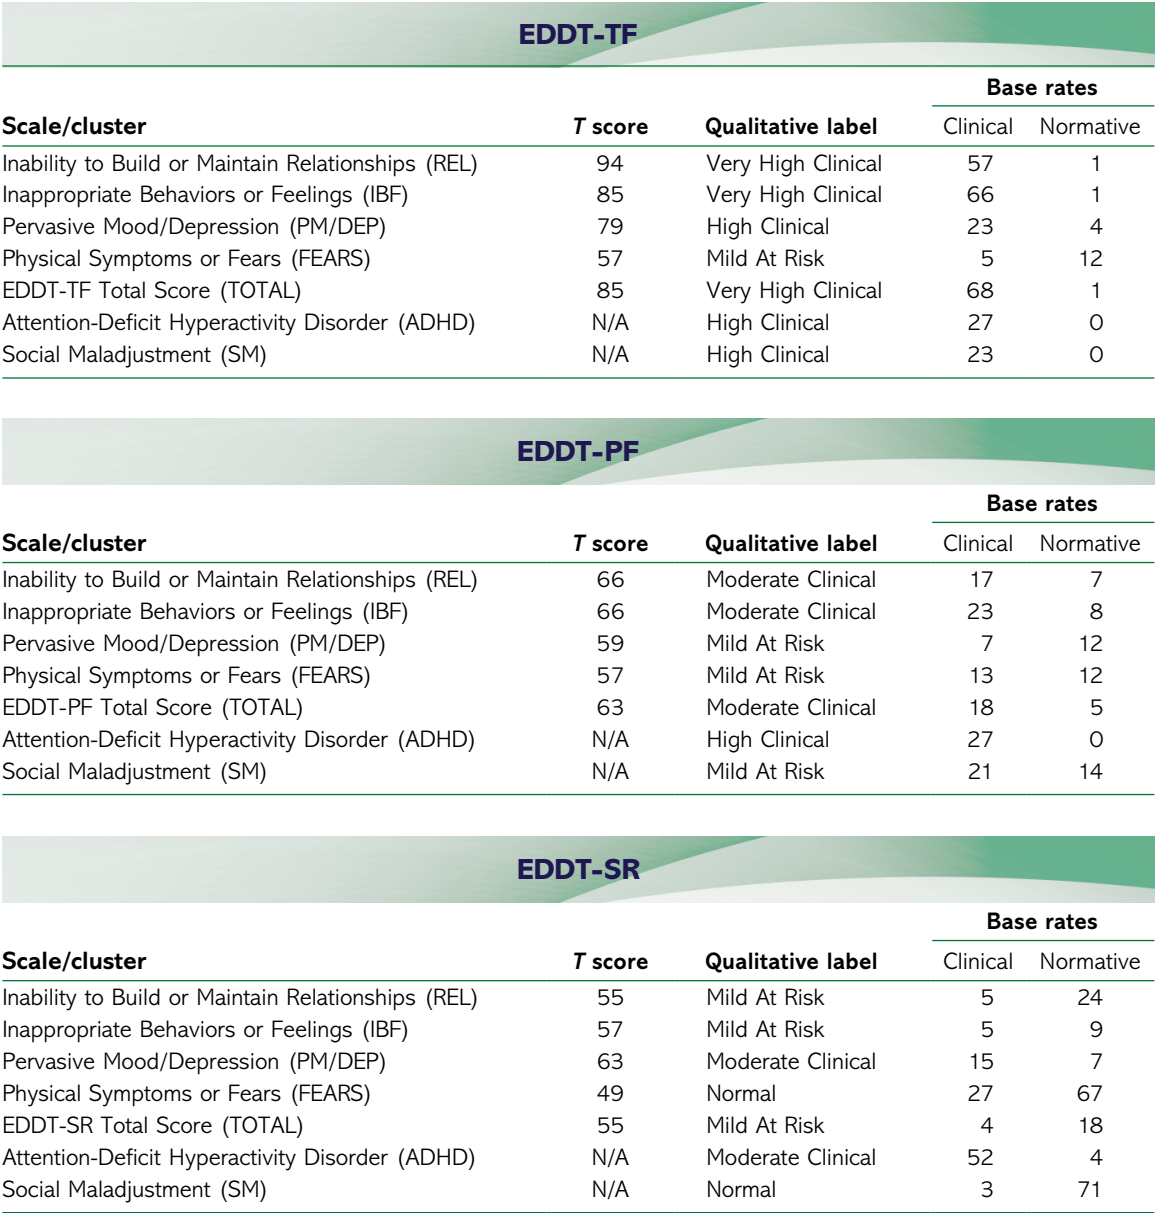 EDDT-TF
Base rates
Scale/cluster T score Qualitative label Clinical Normative
Inability to Build or Maintain Relationships (REL) 94 Very High Clinical 57 1
Inappropriate Behaviors or Feelings (IBF) 85 Very High Clinical 66 1
Pervasive Mood/Depression (PM/DEP) 79 High Clinical 23 4
Physical Symptoms or Fears (FEARS) 57 Mild At Risk 5 12
EDDT-TF Total Score (TOTAL) 85 Very High Clinical 68 1
Attention-Deficit Hyperactivity Disorder (ADHD) N/A High Clinical 27 0
Social Maladjustment (SM) N/A High Clinical 23 0
EDDT-PF
Base rates
Scale/cluster T score Qualitative label Clinical Normative
Inability to Build or Maintain Relationships (REL) 66 Moderate Clinical 17 7
Inappropriate Behaviors or Feelings (IBF) 66 Moderate Clinical 23 8
Pervasive Mood/Depression (PM/DEP) 59 Mild At Risk 7 12
Physical Symptoms or Fears (FEARS) 57 Mild At Risk 13 12
EDDT-PF Total Score (TOTAL) 63 Moderate Clinical 18 5
Attention-Deficit Hyperactivity Disorder (ADHD) N/A High Clinical 27 0
Social Maladjustment (SM) N/A Mild At Risk 21 14
EDDT-SR
Base rates
Scale/cluster T score Qualitative label Clinical Normative
Inability to Build or Maintain Relationships (REL) 55 Mild At Risk 5 24
Inappropriate Behaviors or Feelings (IBF) 57 Mild At Risk 5 9
Pervasive Mood/Depression (PM/DEP) 63 Moderate Clinical 15 7
Physical Symptoms or Fears (FEARS) 49 Normal 27 67
EDDT-SR Total Score (TOTAL) 55 Mild At Risk 4 18
Attention-Deficit Hyperactivity Disorder (ADHD) N/A Moderate Clinical 52 4
Social Maladjustment (SM) N/A Normal 3 71